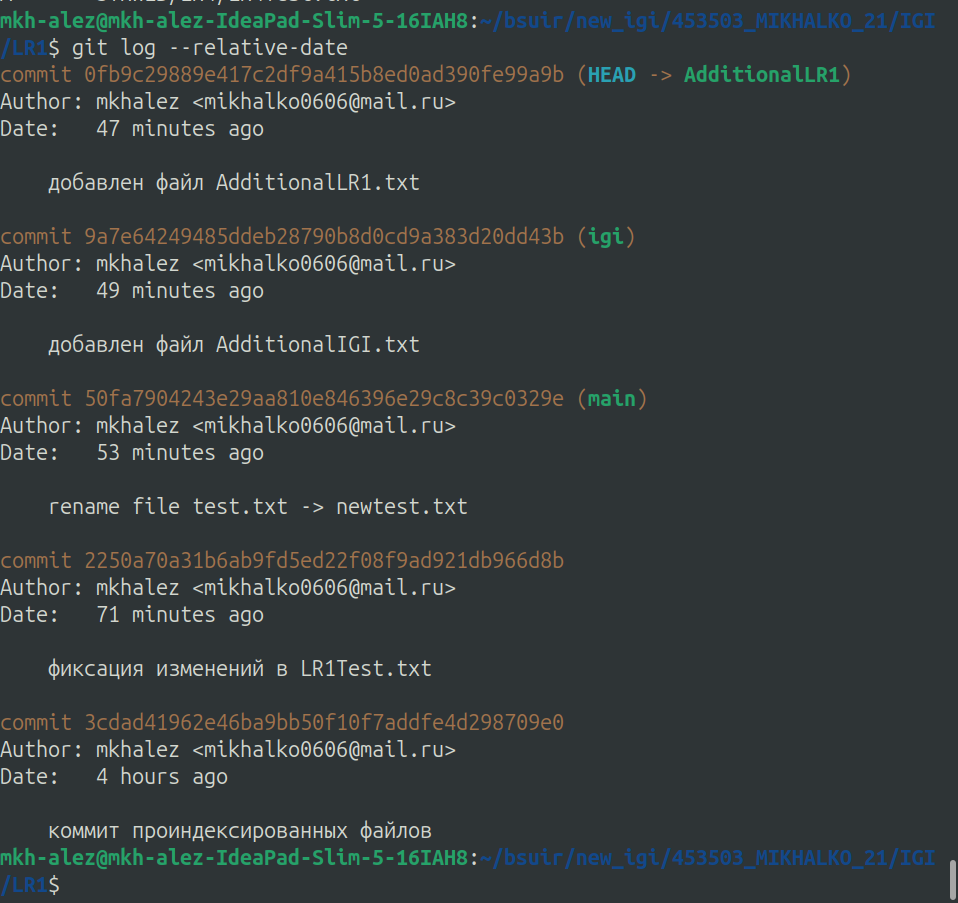 mkh-alez@mkh-alez-IdeaPad-Slim-5-16IAH8:~/bsuir/new_igi/453503_MIKHALKO_21/IGI
/LR1$ git log --relative-date
commit 0fb9c29889e417c2df9a415b8ed0ad390fe99a9b (HEAD -> AdditionalLR1)
Author: mkhalez <mikhalko0606@mail.ru>
Date:   47 minutes ago

    добавлен файл AdditionalLR1.txt

commit 9a7e64249485ddeb28790b8d0cd9a383d20dd43b (igi)
Author: mkhalez <mikhalko0606@mail.ru>
Date:   49 minutes ago

    добавлен файл AdditionalIGI.txt

commit 50fa7904243e29aa810e846396e29c8c39c0329e (main)
Author: mkhalez <mikhalko0606@mail.ru>
Date:   53 minutes ago

    rename file test.txt -> newtest.txt

commit 2250a70a31b6ab9fd5ed22f08f9ad921db966d8b
Author: mkhalez <mikhalko0606@mail.ru>
Date:   71 minutes ago

    фиксация изменений в LR1Test.txt

commit 3cdad41962e46ba9bb50f10f7addfe4d298709e0
Author: mkhalez <mikhalko0606@mail.ru>
Date:   4 hours ago

    коммит проиндексированных файлов
mkh-alez@mkh-alez-IdeaPad-Slim-5-16IAH8:~/bsuir/new_igi/453503_MIKHALKO_21/IGI
/LR1$